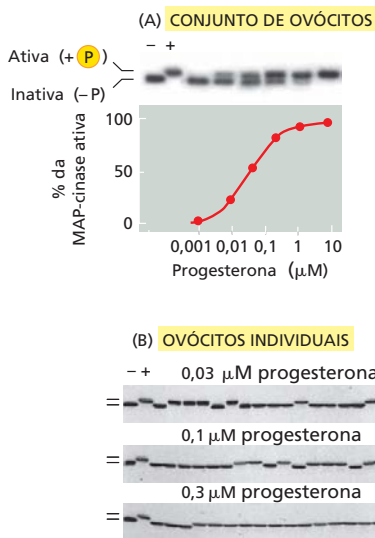 (A) CONJUNTO DE OVÓCITOS
– +
Ativa (+ P)
Inativa (– P)
% da MAP-cinase ativa
100
50
0
0,001 0,01 0,1 1 10
Progesterona (μM)
(B) OVÓCITOS INDIVIDUAIS
– + 0,03 μM progesterona
0,1 μM progesterona
0,3 μM progesterona